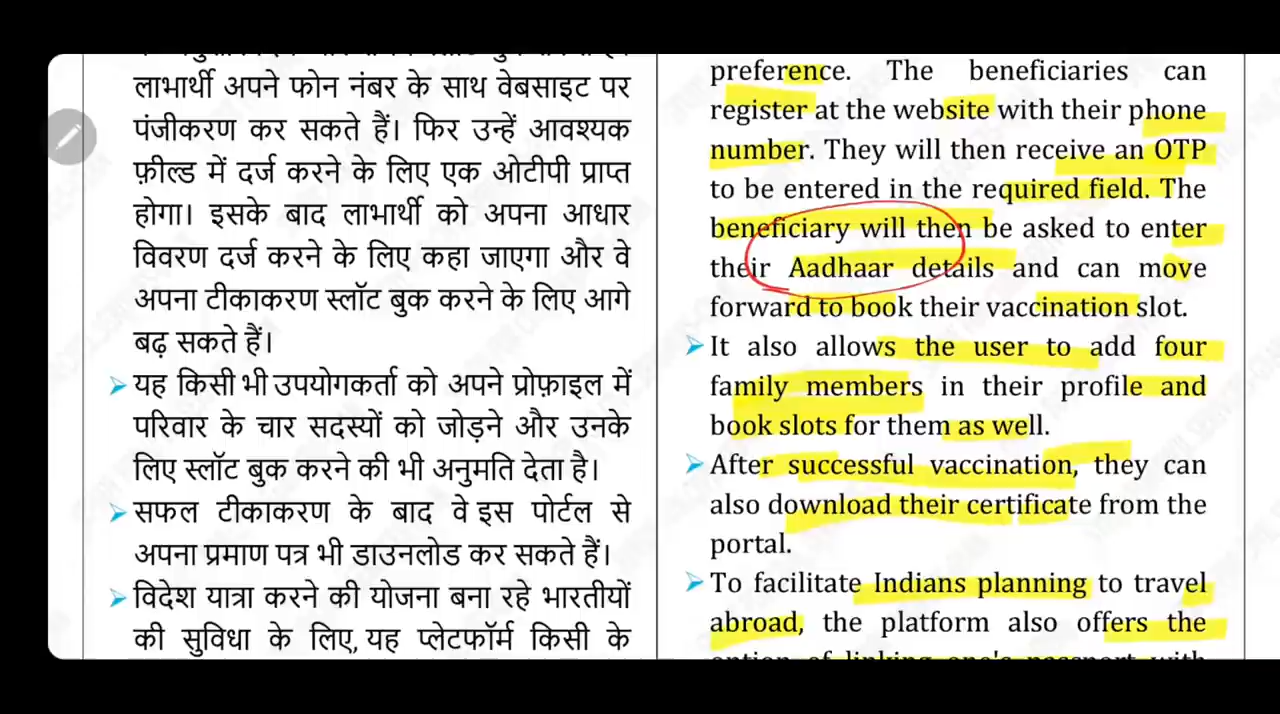 लाभार्थी अपने फोन नंबर के साथ वेबसाइट पर
पंजीकरण कर सकते हैं। फिर उन्हें आवश्यक
फ़ील्ड में दर्ज करने के लिए एक ओटीपी प्राप्त
होगा। इसके बाद लाभार्थी को अपना आधार
विवरण दर्ज करने के लिए कहा जाएगा और वे
अपना टीकाकरण स्लॉट बुक करने के लिए आगे
बढ़ सकते हैं।
➢ यह किसी भी उपयोगकर्ता को अपने प्रोफ़ाइल में
परिवार के चार सदस्यों को जोड़ने और उनके
लिए स्लॉट बुक करने की भी अनुमति देता है।
➢ सफल टीकाकरण के बाद वे इस पोर्टल से
अपना प्रमाण पत्र भी डाउनलोड कर सकते हैं।
➢ विदेश यात्रा करने की योजना बना रहे भारतीयों
की सुविधा के लिए, यह प्लेटफॉर्म किसी के
preference. The beneficiaries can
register at the website with their phone
number. They will then receive an OTP
to be entered in the required field. The
beneficiary will then be asked to enter
their Aadhaar details and can move
forward to book their vaccination slot.
➢ It also allows the user to add four
family members in their profile and
book slots for them as well.
➢ After successful vaccination, they can
also download their certificate from the
portal.
➢ To facilitate Indians planning to travel
abroad, the platform also offers the
option of linking one's passport with